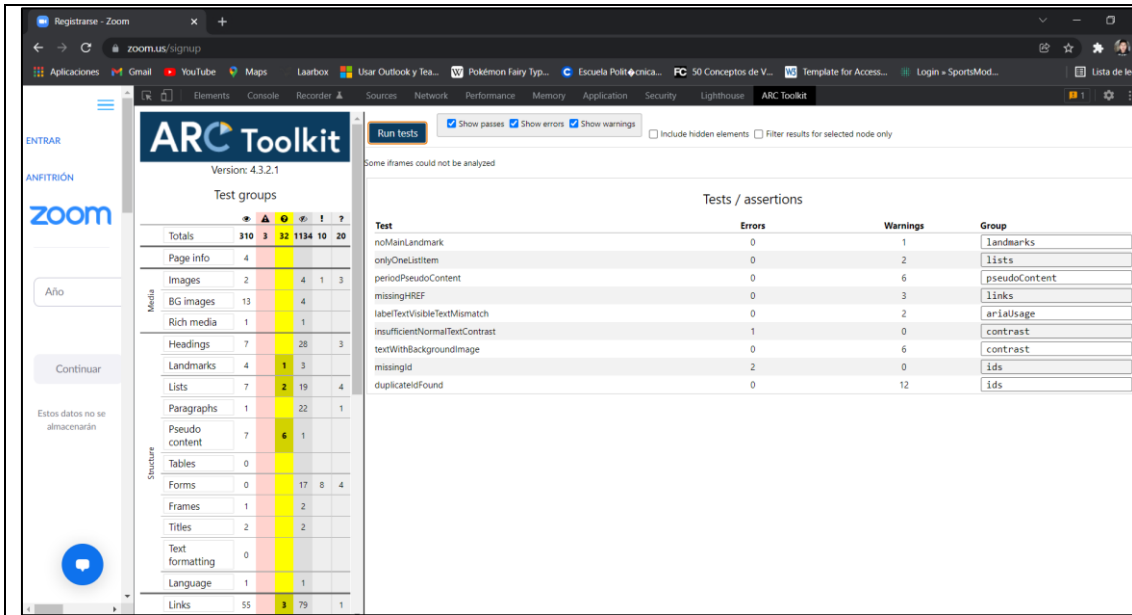 Registrarse - Zoom
zoom.us/signup
Aplicaciones Gmail YouTube Maps Laarbox Usar Outlook y Tea... Pokémon Fairy Typ... Escuela Polit�cnica... 50 Conceptos de V... Template for Access... Login » SportsMod... Lista de le
Elements Console Recorder Sources Network Performance Memory Application Security Lighthouse ARC Toolkit 1
ENTRAR
ANFITRIÓN
zoom
Año
Continuar
Estos datos no se
almacenarán
ARC Toolkit
Version: 4.3.2.1
Test groups
! ?
Totals 310 3 32 1134 10 20
Page info 4
Media
Images 2 4 1 3
BG images 13 4
Rich media 1 1
Structure
Headings 7 28 3
Landmarks 4 1 3
Lists 7 2 19 4
Paragraphs 1 22 1
Pseudo
content 7 6 1
Tables 0
Forms 0 17 8 4
Frames 1 2
Titles 2 2
Text
formatting 0
Language 1 1
Links 55 3 79 1
Run tests Show passes Show errors Show warnings Include hidden elements Filter results for selected node only
Some iframes could not be analyzed
Tests / assertions
Test Errors Warnings Group
noMainLandmark 0 1 landmarks
onlyOneListItem 0 2 lists
periodPseudoContent 0 6 pseudoContent
missingHREF 0 3 links
labelTextVisibleTextMismatch 0 2 ariaUsage
insufficientNormalTextContrast 1 0 contrast
textWithBackgroundImage 0 6 contrast
missingId 2 0 ids
duplicateIdFound 0 12 ids